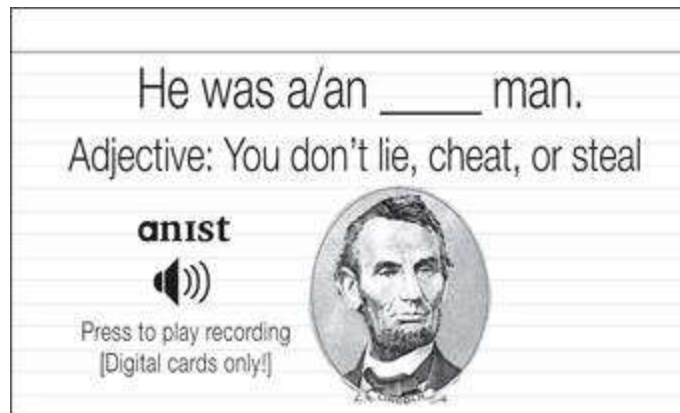 He was a/an _____ man.
Adjective: You don't lie, cheat, or steal
ɑnɪst
Press to play recording
[Digital cards only!]